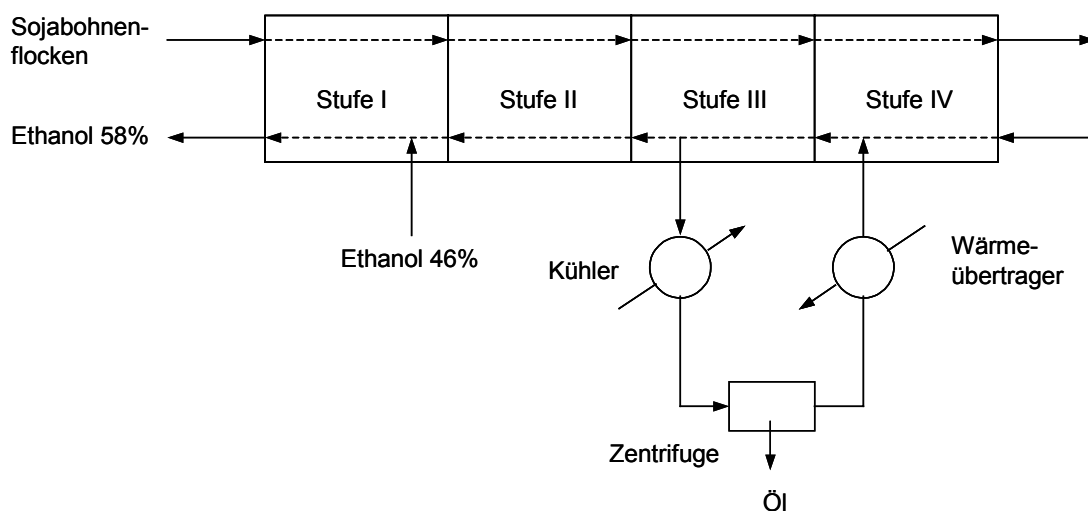 Sojabohnen-
flocken
Stufe I
Stufe II
Stufe III
Stufe IV
Ethanol 58%
Ethanol 46%
Kühler
Wärme-
übertrager
Zentrifuge
Öl